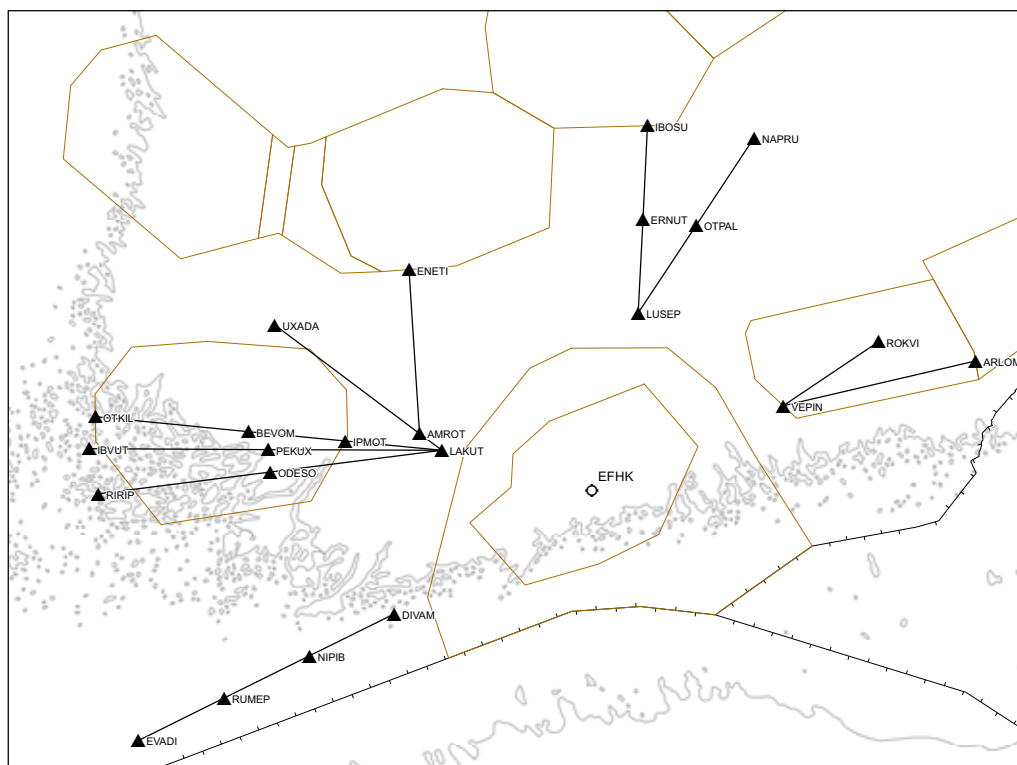 IBOSU
NAPRU
ERNUT
OTPAL
ENETI
LUSEP
UXADA
ROKVI
ARLOM
VEPIN
OTKIL
BEVOM
AMROT
IPMOT
IBVUT
PEKUX
LAKUT
ODESO
EFHK
RIRIP
DIVAM
NIPIB
RUMEP
EVADI